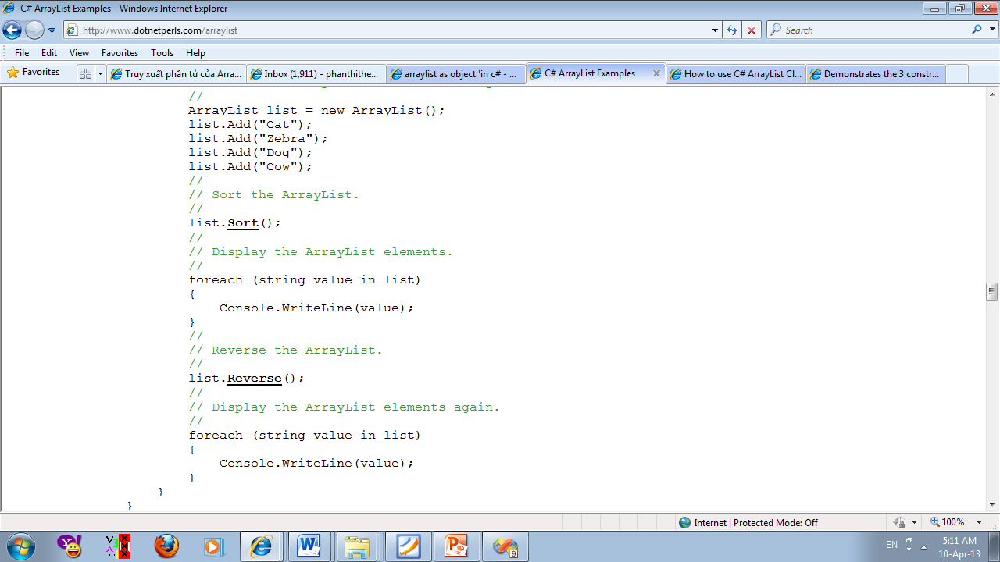 C# ArrayList Examples - Windows Internet Explorer
http://www.dotnetperls.com/arraylist
Search
File Edit View Favorites Tools Help
Favorites
Truy xuất phần tử của Arra...
Inbox (1,911) - phanthithe...
arraylist as object 'in c# - ...
C# ArrayList Examples
How to use C# ArrayList Cl...
Demonstrates the 3 constr...
//
ArrayList list = new ArrayList();
list.Add("Cat");
list.Add("Zebra");
list.Add("Dog");
list.Add("Cow");
//
// Sort the ArrayList.
//
list.Sort();
//
// Display the ArrayList elements.
//
foreach (string value in list)
{
Console.WriteLine(value);
}
//
// Reverse the ArrayList.
//
list.Reverse();
//
// Display the ArrayList elements again.
//
foreach (string value in list)
{
Console.WriteLine(value);
}
}
}
Internet | Protected Mode: Off
100%
EN
5:11 AM
10-Apr-13